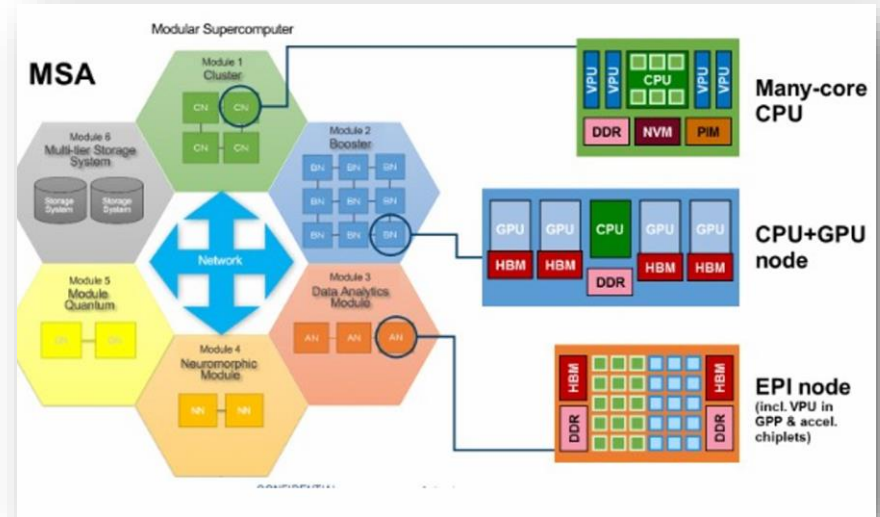 Modular Supercomputer
MSA
Module 1
Cluster
CN
CN
CN
CN
Module 2
Booster
BN
BN
BN
BN
BN
BN
BN
BN
BN
Module 6
Multi-tier Storage
System
Storage
System
Storage
System
Network
Module 5
Module
Quantum
Module 3
Data Analytics
Module
AN
AN
AN
Module 4
Neuromorphic
Module
NN
NN
VPU
VPU
CPU
VPU
VPU
DDR
NVM
PIM
Many-core
CPU
GPU
GPU
CPU
GPU
GPU
HBM
HBM
HBM
HBM
DDR
CPU+GPU
node
HBM
HBM
DDR
DDR
EPI node
(incl. VPU in
GPP & accel.
chiplets)